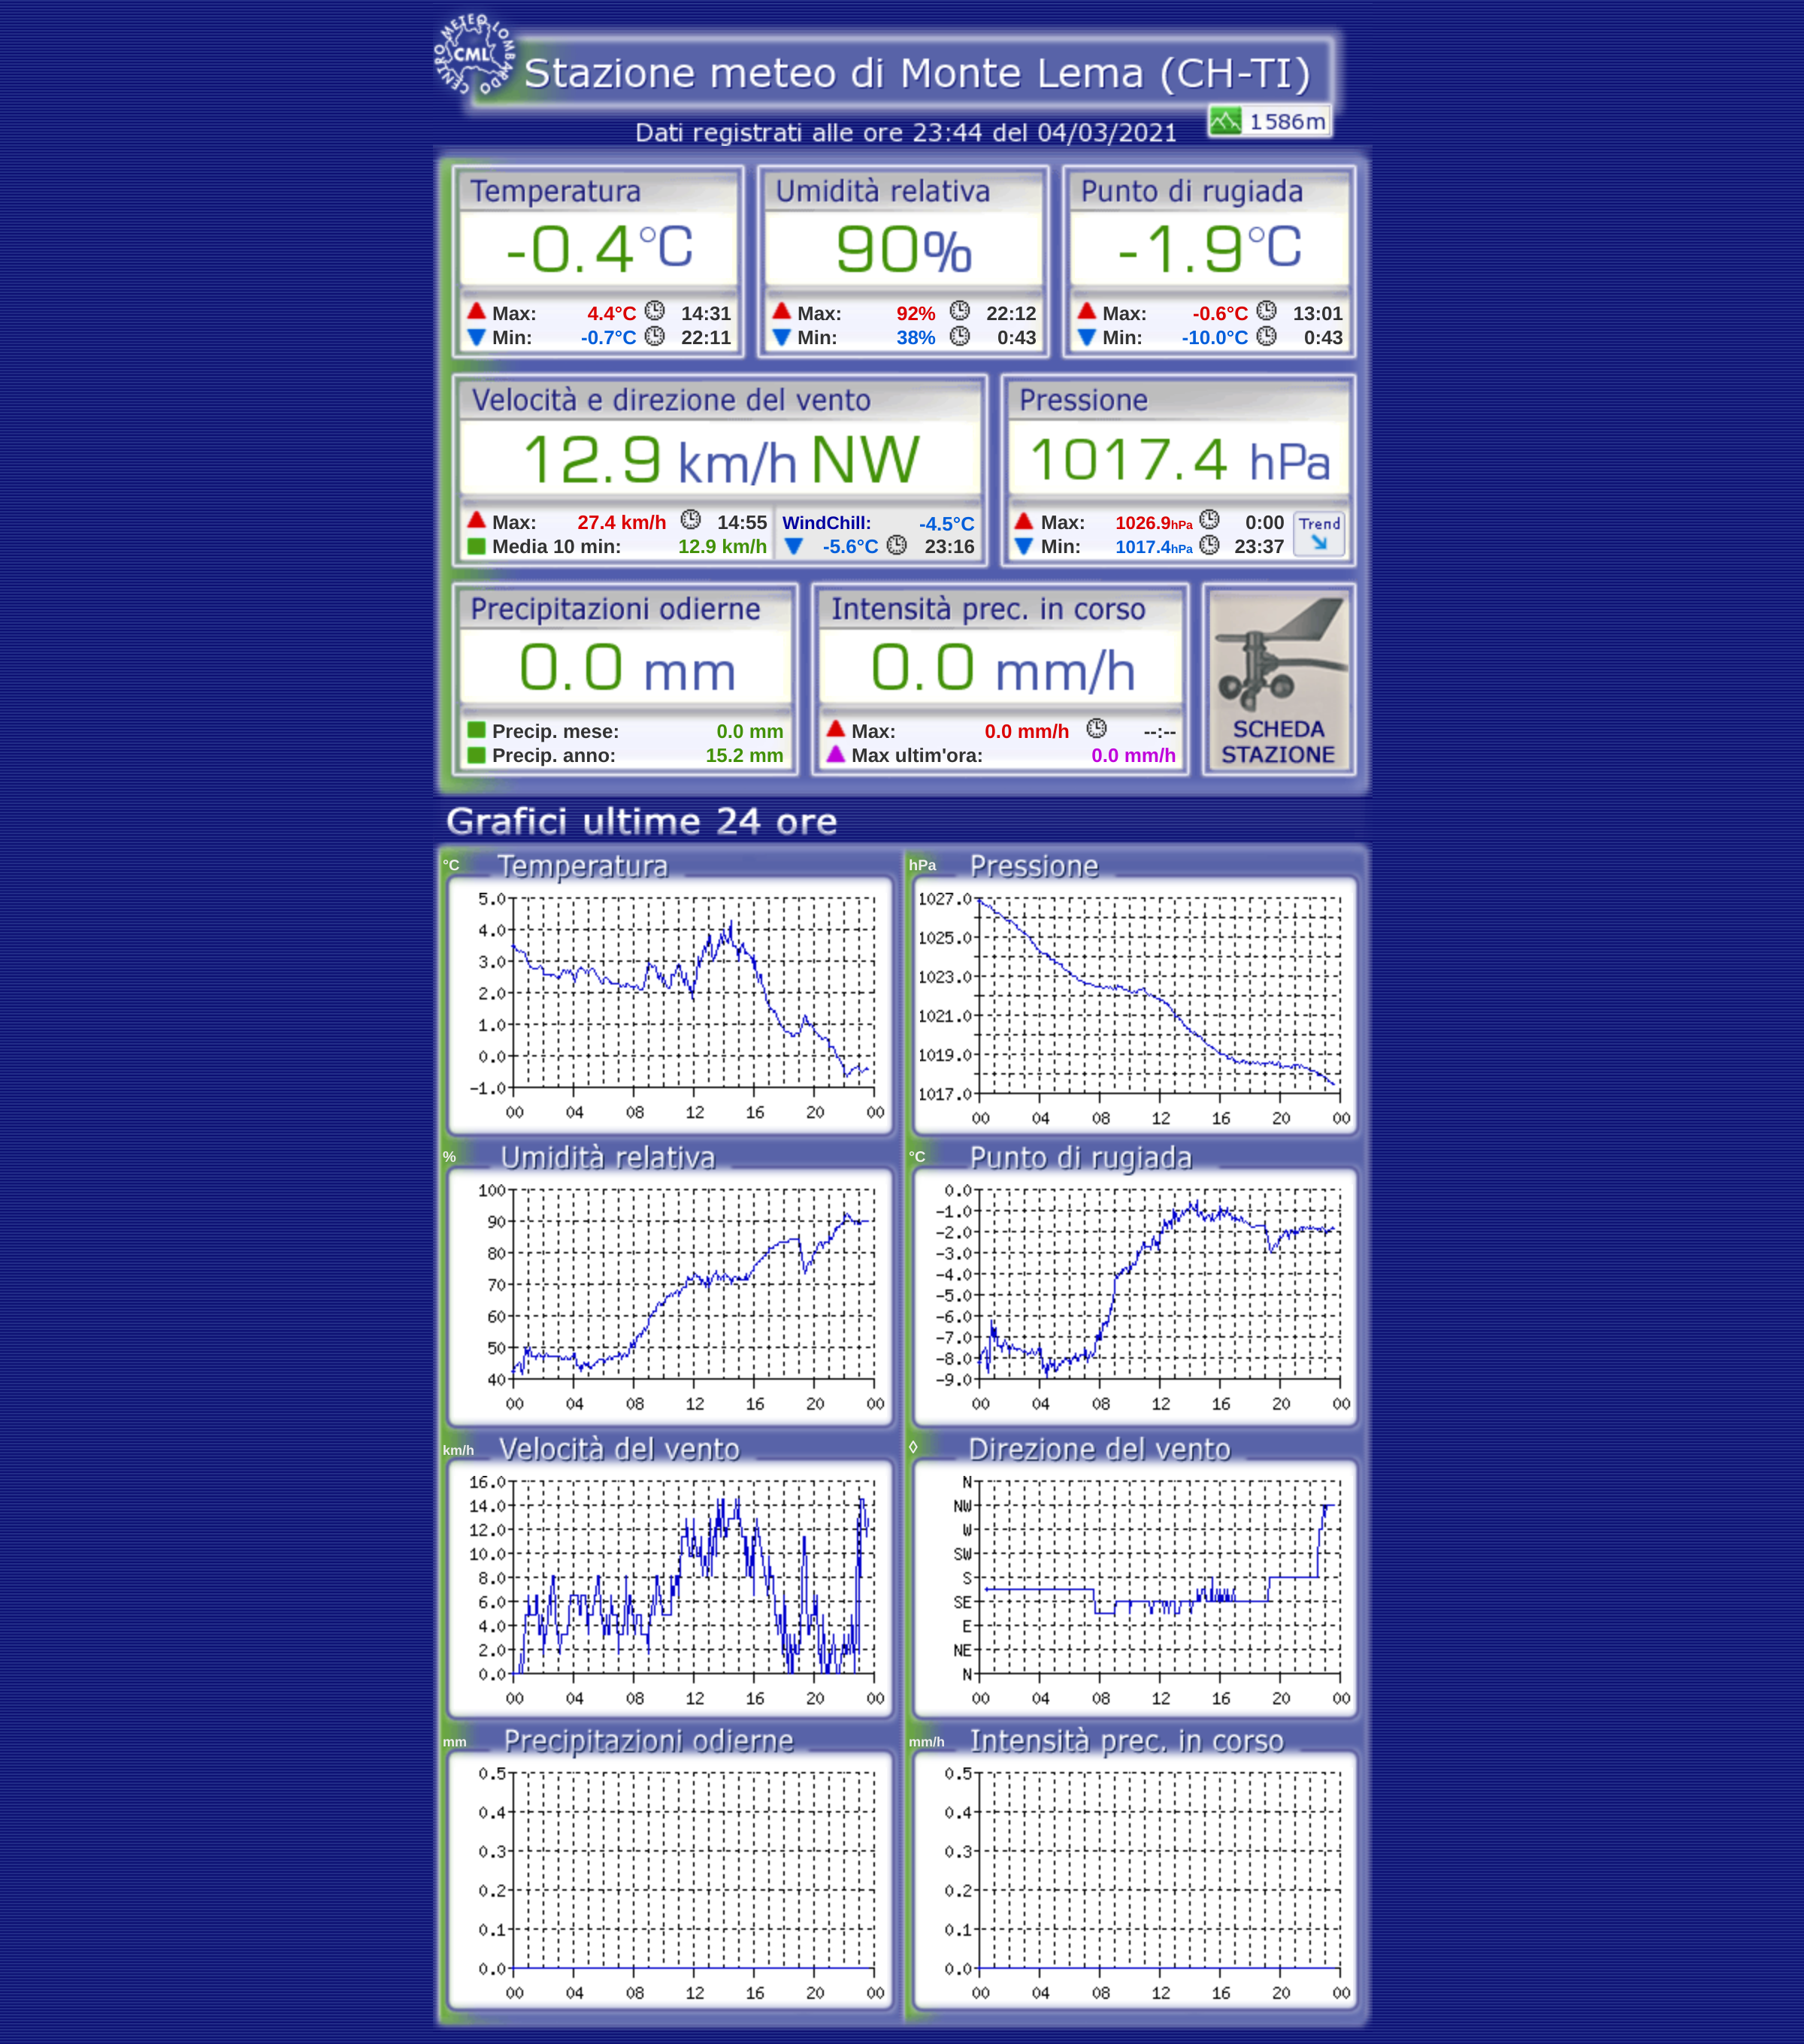 CENTRO METEO LOMBARDO
CML
Stazione meteo di Monte Lema (CH-TI)
Dati registrati alle ore 23:44 del 04/03/2021
1586m
Temperatura
-0.4°C
Max: 4.4°C 14:31
Min: -0.7°C 22:11
Umidità relativa
90%
Max: 92% 22:12
Min: 38% 0:43
Punto di rugiada
-1.9°C
Max: -0.6°C 13:01
Min: -10.0°C 0:43
Velocità e direzione del vento
12.9 km/h NW
Max: 27.4 km/h 14:55
Media 10 min: 12.9 km/h
WindChill: -4.5°C
-5.6°C 23:16
Pressione
1017.4 hPa
Max: 1026.9hPa 0:00
Min: 1017.4hPa 23:37
Trend
Precipitazioni odierne
0.0 mm
Precip. mese: 0.0 mm
Precip. anno: 15.2 mm
Intensità prec. in corso
0.0 mm/h
Max: 0.0 mm/h --:--
Max ultim'ora: 0.0 mm/h
SCHEDA
STAZIONE
Grafici ultime 24 ore
°C Temperatura
5.0
4.0
3.0
2.0
1.0
0.0
-1.0
00 04 08 12 16 20 00
hPa Pressione
1027.0
1025.0
1023.0
1021.0
1019.0
1017.0
00 04 08 12 16 20 00
% Umidità relativa
100
90
80
70
60
50
40
00 04 08 12 16 20 00
°C Punto di rugiada
0.0
-1.0
-2.0
-3.0
-4.0
-5.0
-6.0
-7.0
-8.0
-9.0
00 04 08 12 16 20 00
km/h Velocità del vento
16.0
14.0
12.0
10.0
8.0
6.0
4.0
2.0
0.0
00 04 08 12 16 20 00
◊ Direzione del vento
N
NW
W
SW
S
SE
E
NE
N
00 04 08 12 16 20 00
mm Precipitazioni odierne
0.5
0.4
0.3
0.2
0.1
0.0
00 04 08 12 16 20 00
mm/h Intensità prec. in corso
0.5
0.4
0.3
0.2
0.1
0.0
00 04 08 12 16 20 00